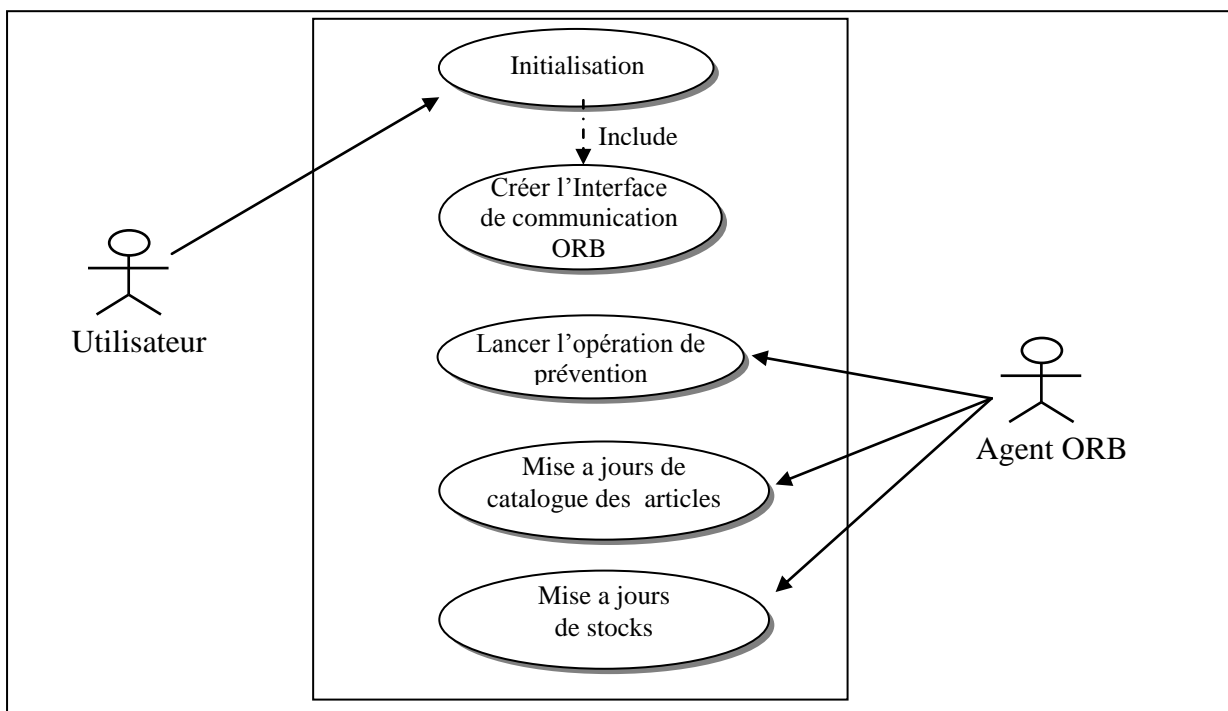 Initialisation
Include
Créer l'Interface
de communication
ORB
Utilisateur
Lancer l'opération de
prévention
Agent ORB
Mise a jours de
catalogue des articles
Mise a jours
de stocks